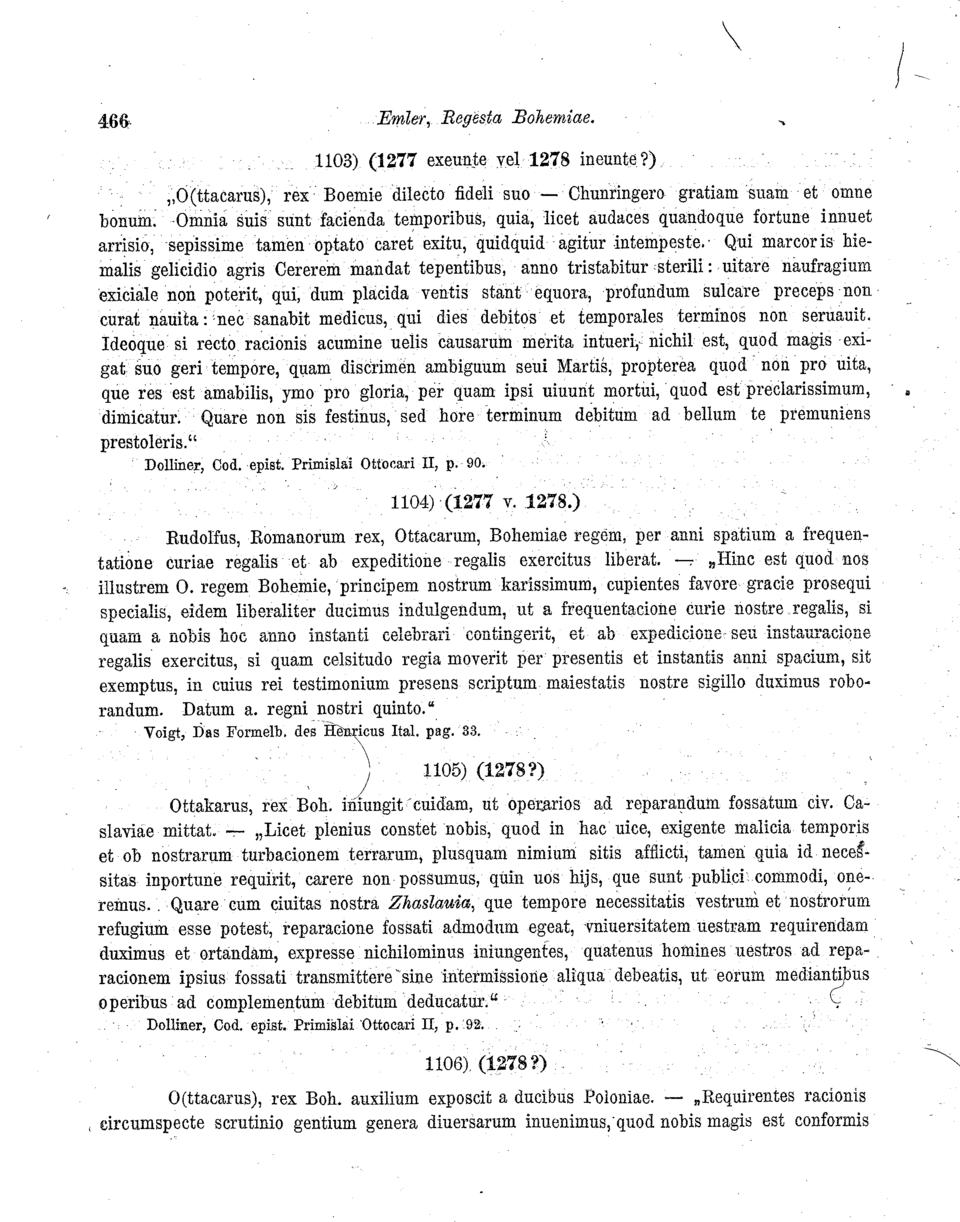 466
Emler, Regesta Bohemiae.
1103) (1277 exeunte vel 1278 ineunte?)
„O(ttacarus), rex Boemie dilecto fideli suo — Chunringero gratiam suam et omne
bonum. Omnia suis sunt facienda temporibus, quia, licet audaces quandoque fortune innuet
arrisio, sepissime tamen optato caret exitu, quidquid agitur intempeste. Qui marcoris hie-
malis gelicidio agris Cererem mandat tepentibus, anno tristabitur sterili: uitare naufragium
exiciale non poterit, qui, dum placida ventis stant equora, profundum sulcare preceps non
curat nauita: nec sanabit medicus, qui dies debitos et temporales terminos non seruauit.
Ideoque si recto racionis acumine uelis causarum merita intueri, nichil est, quod magis exi-
gat suo geri tempore, quam discrimen ambiguum seui Martis, propterea quod non pro uita,
que res est amabilis, ymo pro gloria, per quam ipsi uiuunt mortui, quod est preclarissimum,
dimicatur. Quare non sis festinus, sed hore terminum debitum ad bellum te premuniens
prestoleris.“
Dolliner, Cod. epist. Primislai Ottocari II, p. 90.
1104) (1277 v. 1278.)
Rudolfus, Romanorum rex, Ottacarum, Bohemiae regem, per anni spatium a frequen-
tatione curiae regalis et ab expeditione regalis exercitus liberat. — „Hinc est quod nos
illustrem O. regem Bohemie, principem nostrum karissimum, cupientes favore gracie prosequi
specialis, eidem liberaliter ducimus indulgendum, ut a frequentacione curie nostre regalis, si
quam a nobis hoc anno instanti celebrari contingerit, et ab expedicione seu instauracione
regalis exercitus, si quam celsitudo regia moverit per presentis et instantis anni spacium, sit
exemptus, in cuius rei testimonium presens scriptum maiestatis nostre sigillo duximus robo-
randum. Datum a. regni nostri quinto.“
Voigt, Das Formelb. des Henricus Ital. pag. 33.
1105) (1278?)
Ottakarus, rex Boh. iniungit cuidam, ut operarios ad reparandum fossatum civ. Ca-
slaviae mittat. — „Licet plenius constet nobis, quod in hac uice, exigente malicia temporis
et ob nostrarum turbacionem terrarum, plusquam nimium sitis afflicti, tamen quia id neces-
sitas inportune requirit, carere non possumus, quin uos hijs, que sunt publici commodi, one-
remus. Quare cum ciuitas nostra Zhaslauia, que tempore necessitatis vestrum et nostrorum
refugium esse potest, reparacione fossati admodum egeat, vniuersitatem uestram requirendam
duximus et ortandam, expresse nichilominus iniungentes, quatenus homines uestros ad repa-
racionem ipsius fossati transmittere sine intermissione aliqua debeatis, ut eorum mediantibus
operibus ad complementum debitum deducatur.“
Dolliner, Cod. epist. Primislai Ottocari II, p. 92.
1106) (1278?)
O(ttacarus), rex Boh. auxilium exposcit a ducibus Poloniae. — „Requirentes racionis
circumspecte scrutinio gentium genera diuersarum inuenimus, quod nobis magis est conformis